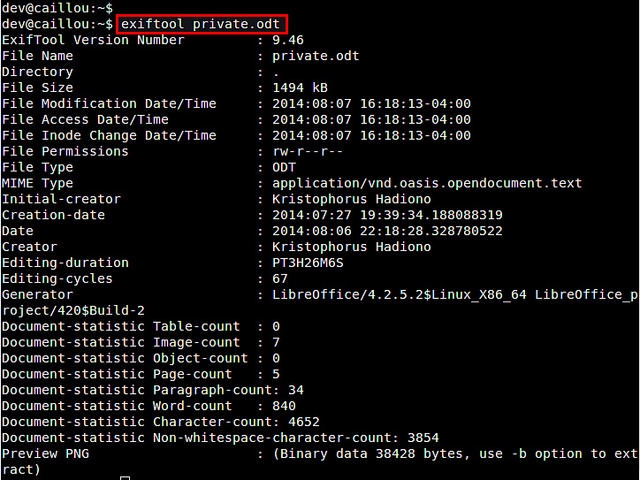 dev@caillou:~$
dev@caillou:~$ exiftool private.odt
ExifTool Version Number         : 9.46
File Name                       : private.odt
Directory                       : .
File Size                       : 1494 kB
File Modification Date/Time     : 2014:08:07 16:18:13-04:00
File Access Date/Time           : 2014:08:07 16:18:13-04:00
File Inode Change Date/Time     : 2014:08:07 16:18:13-04:00
File Permissions                : rw-r--r--
File Type                       : ODT
MIME Type                       : application/vnd.oasis.opendocument.text
Initial-creator                 : Kristophorus Hadiono
Creation-date                   : 2014:07:27 19:39:34.188088319
Date                            : 2014:08:06 22:18:28.328780522
Creator                         : Kristophorus Hadiono
Editing-duration                : PT3H26M6S
Editing-cycles                  : 67
Generator                       : LibreOffice/4.2.5.2$Linux_X86_64 LibreOffice_p
roject/420$Build-2
Document-statistic Table-count  : 0
Document-statistic Image-count  : 7
Document-statistic Object-count : 0
Document-statistic Page-count   : 5
Document-statistic Paragraph-count: 34
Document-statistic Word-count   : 840
Document-statistic Character-count: 4652
Document-statistic Non-whitespace-character-count: 3854
Preview PNG                     : (Binary data 38428 bytes, use -b option to ext
ract)